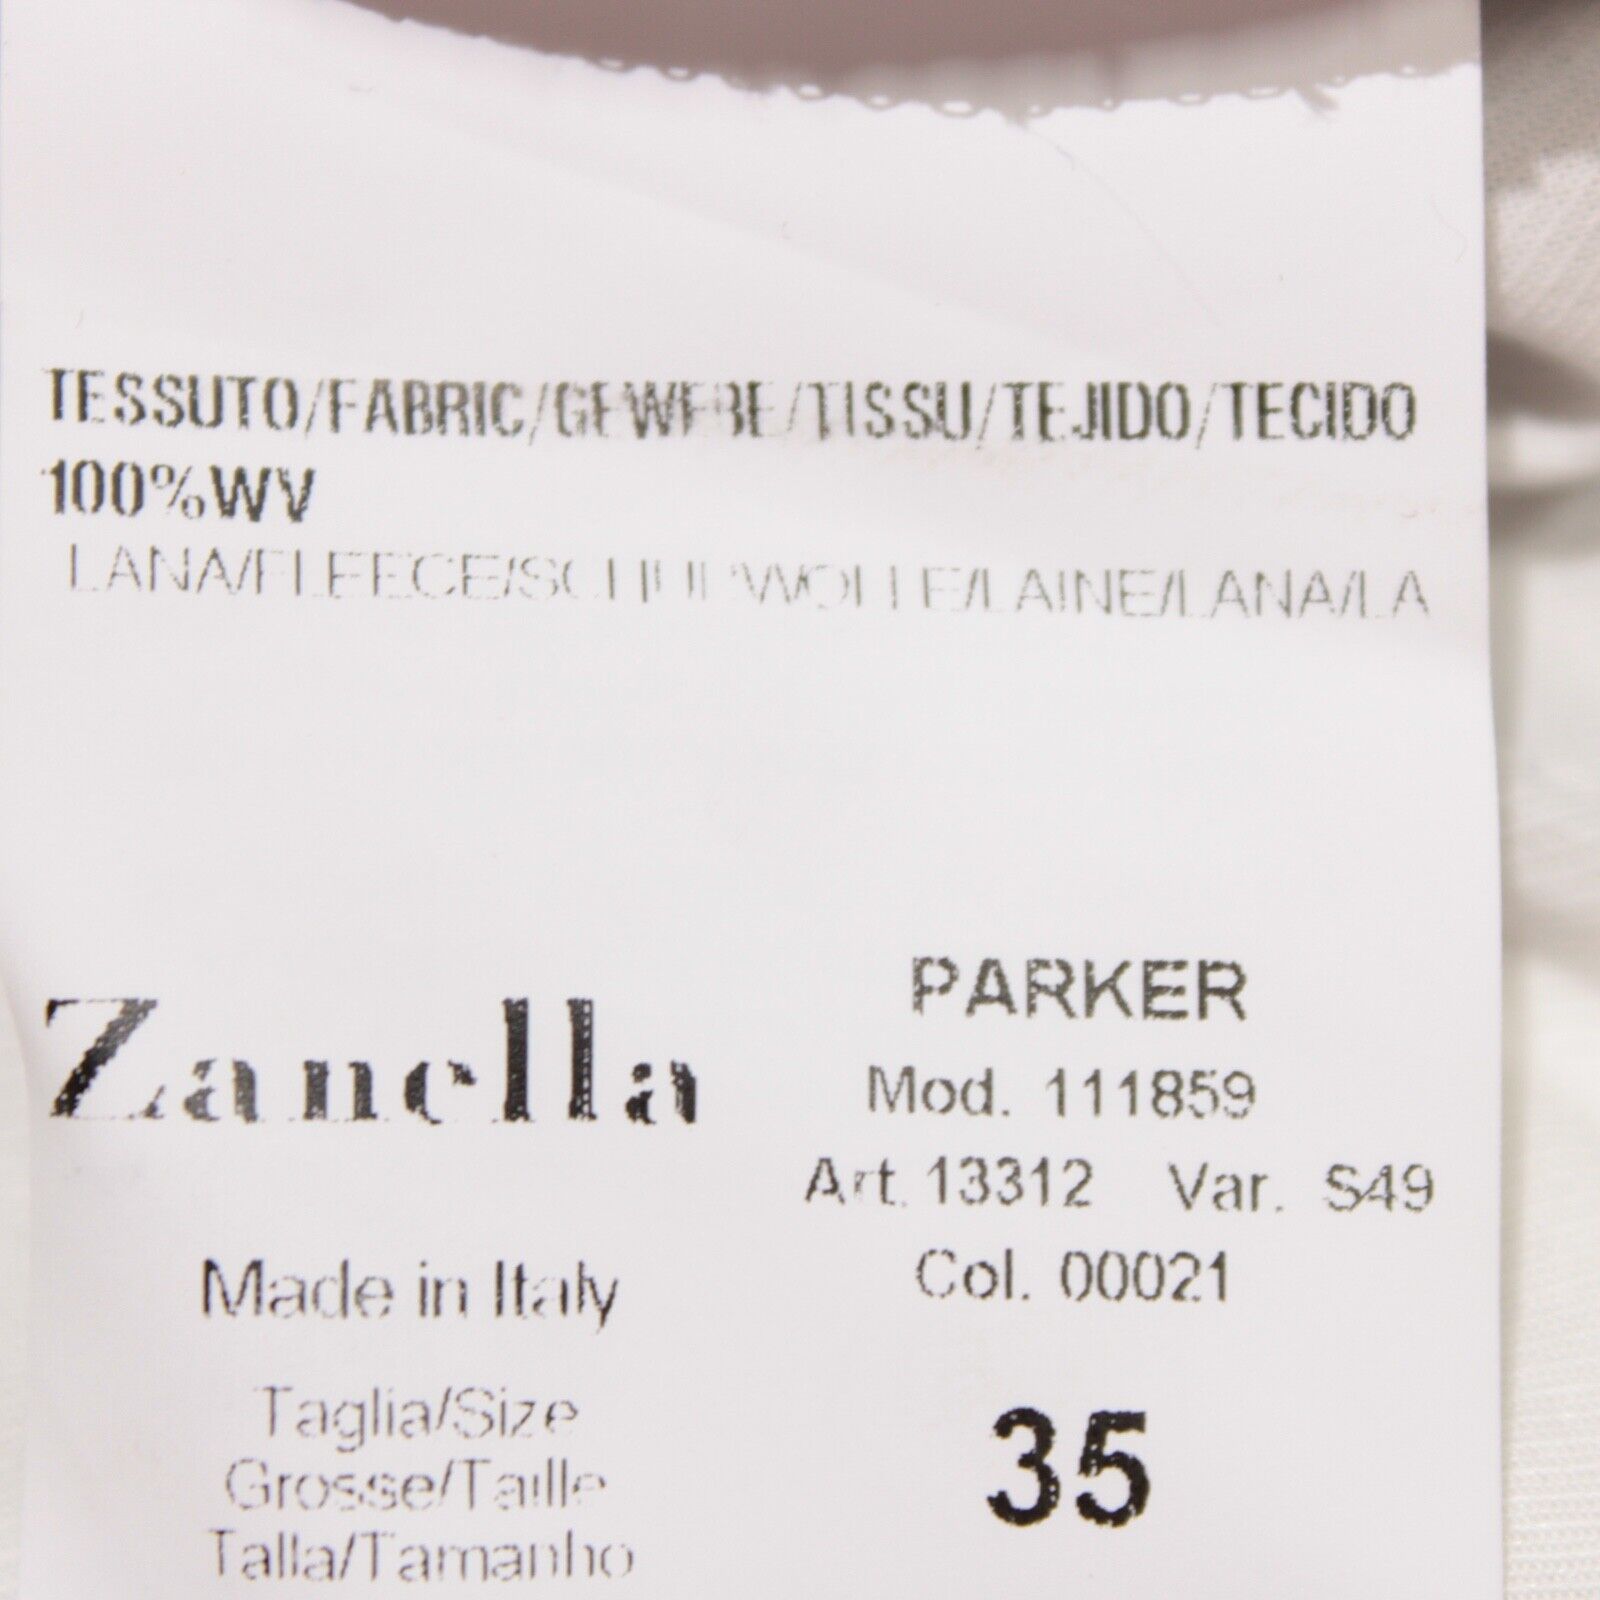 TESSUTO/FABRIC/GEWEBE/TISSU/TEJIDO/TECIDO
100%WV
LANA/FLEECE/SCHURWOLLE/LAINE/LANA/LA
Zanella
Made in Italy
Taglia/Size
Grosse/Taille
Talla/Tamanho
PARKER
Mod. 111859
Art. 13312 Var. S49
Col. 00021
35